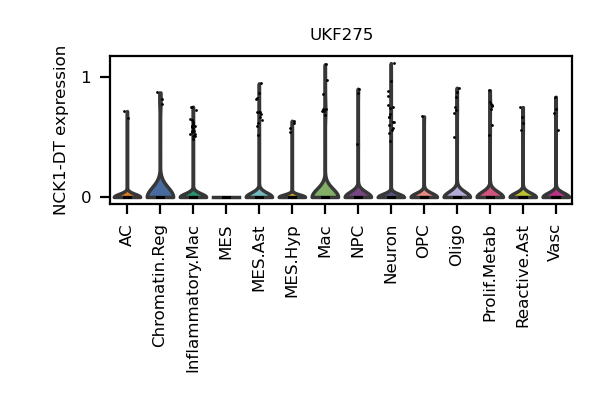 UKF275
NCK1-DT expression
1
0
AC
Chromatin.Reg
Inflammatory.Mac
MES
MES.Ast
MES.Hyp
Mac
NPC
Neuron
OPC
Oligo
Prolif.Metab
Reactive.Ast
Vasc